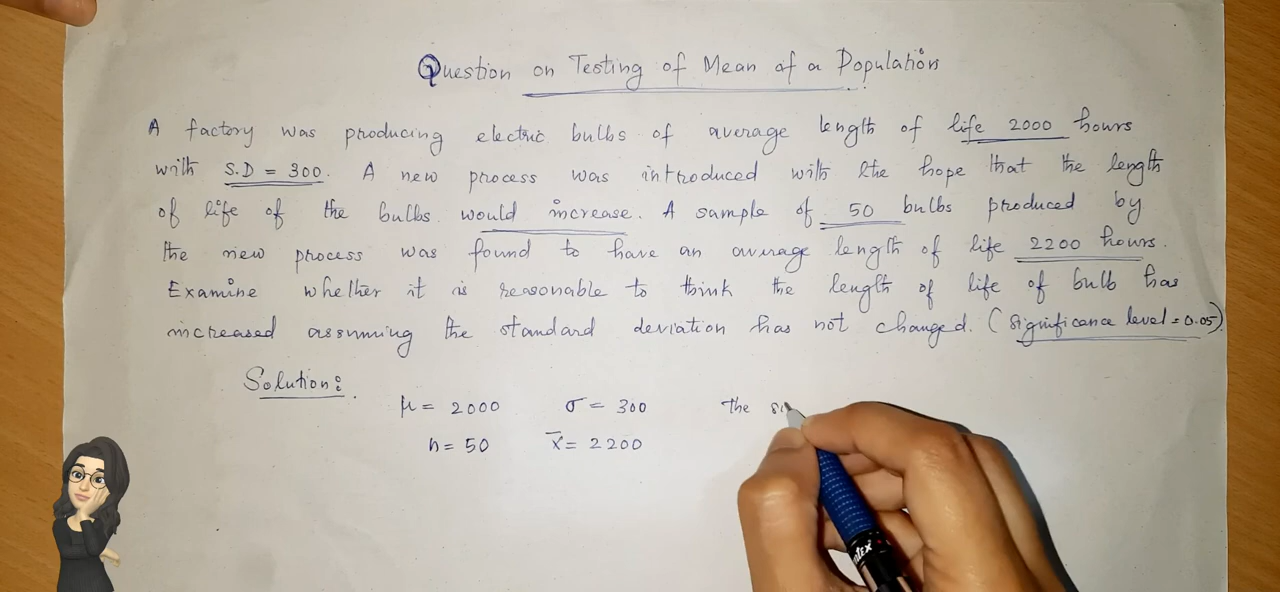 Question on Testing of Mean of a Population
A factory was producing electric bulbs of average length of life 2000 hours
with S.D = 300. A new process was introduced with the hope that the length
of life of the bulbs would increase. A sample of 50 bulbs produced by
the new process was found to have an average length of life 2200 hours.
Examine whether it is reasonable to think the length of life of bulb has
increased assuming the standard deviation has not changed. (Significance level = 0.05)
Solution:
μ = 2000 σ = 300 The
n = 50 x̄ = 2200